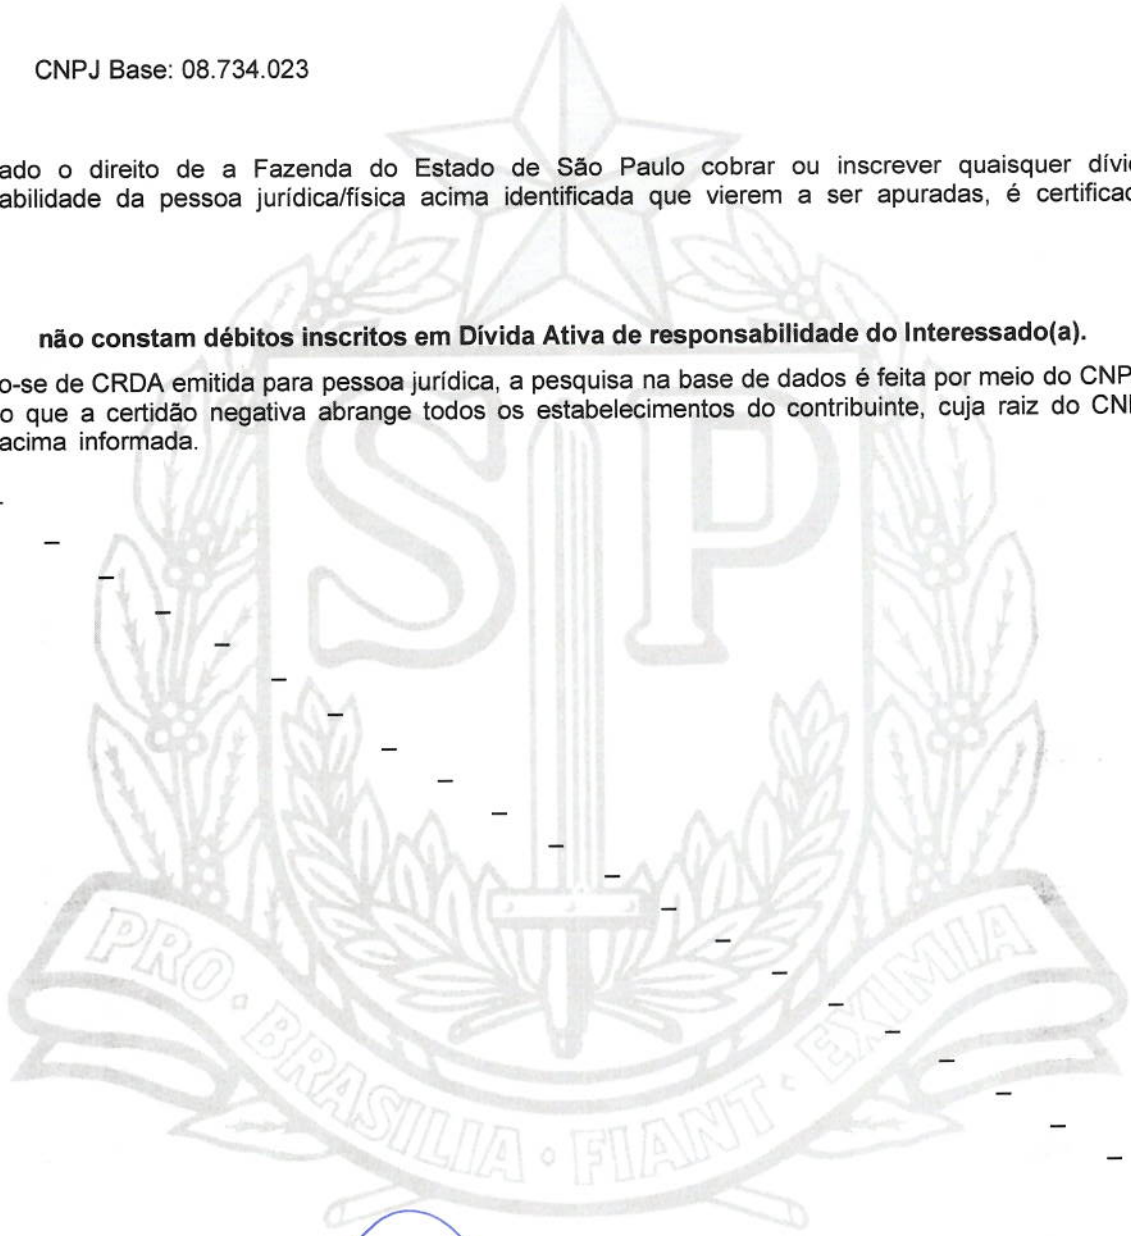 CNPJ Base: 08.734.023
ado o direito de a Fazenda do Estado de São Paulo cobrar ou inscrever quaisquer dívi
abilidade da pessoa jurídica/física acima identificada que vierem a ser apuradas, é certificad
não constam débitos inscritos em Dívida Ativa de responsabilidade do Interessado(a).
o-se de CRDA emitida para pessoa jurídica, a pesquisa na base de dados é feita por meio do CNP
o que a certidão negativa abrange todos os estabelecimentos do contribuinte, cuja raiz do CN
acima informada.
SP
PRO · BRASILIA · FIANT · EXIMIA